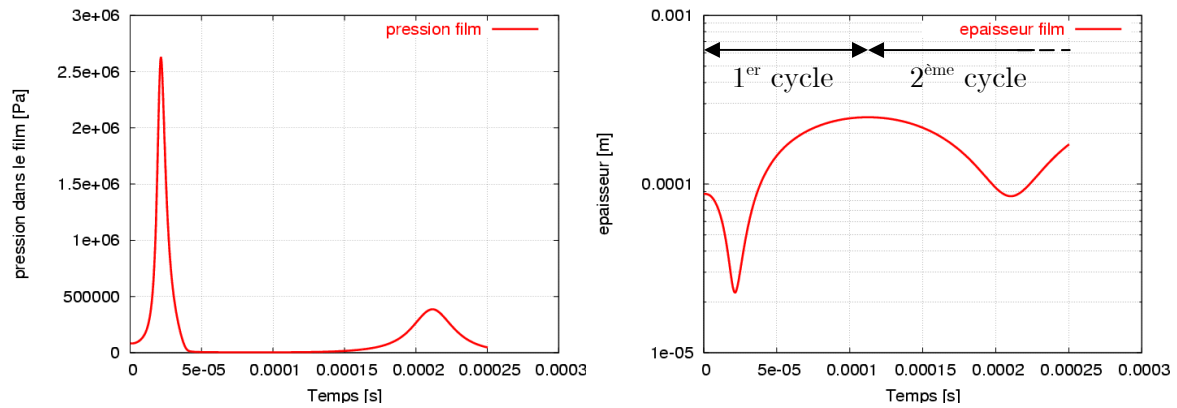 3e+06
2.5e+06
2e+06
1.5e+06
1e+06
500000
0
pression dans le film [Pa]
pression film
0 5e-05 0.0001 0.00015 0.0002 0.00025 0.0003
Temps [s]
0.001
0.0001
1e-05
epaisseur [m]
epaisseur film
1er cycle 2ème cycle
0 5e-05 0.0001 0.00015 0.0002 0.00025 0.0003
Temps [s]